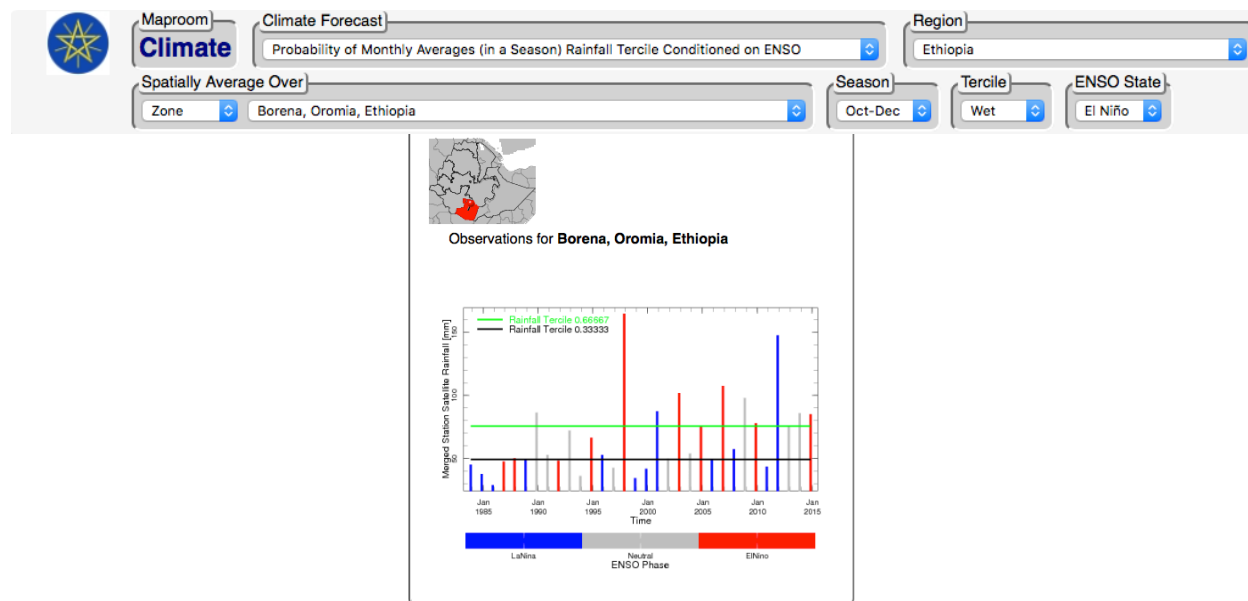 Maproom
Climate
Climate Forecast
Probability of Monthly Averages (in a Season) Rainfall Tercile Conditioned on ENSO
Region
Ethiopia
Spatially Average Over
Zone
Borena, Oromia, Ethiopia
Season
Oct-Dec
Tercile
Wet
ENSO State
El Niño
Observations for Borena, Oromia, Ethiopia
Rainfall Tercile 0.66667
Rainfall Tercile 0.33333
Merged Station Satellite Rainfall [mm]
150
100
50
Jan 1985
Jan 1990
Jan 1995
Jan 2000
Jan 2005
Jan 2010
Jan 2015
Time
LaNina
Neutral
ElNino
ENSO Phase